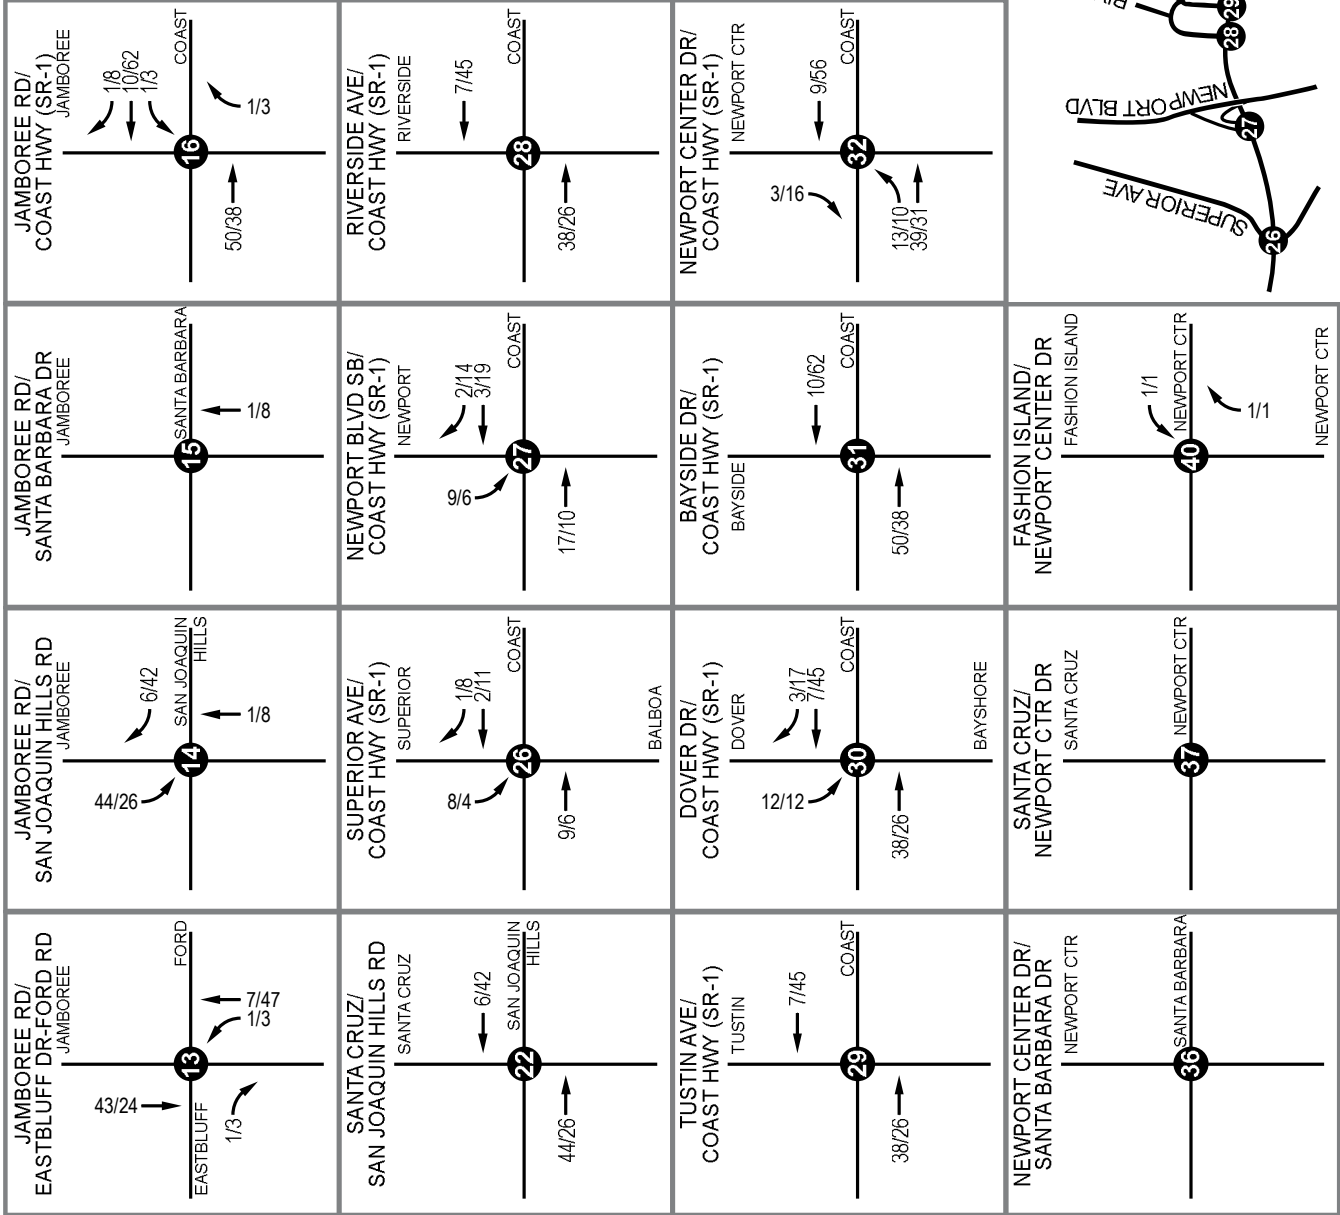 JAMBOREE RD/
EASTBLUFF DR-FORD RD
JAMBOREE
43/24
13
FORD
7/47
1/3
1/3
EASTBLUFF
JAMBOREE RD/
SAN JOAQUIN HILLS RD
JAMBOREE
6/42
44/26
14
SAN JOAQUIN
HILLS
1/8
JAMBOREE RD/
SANTA BARBARA DR
JAMBOREE
15
SANTA BARBARA
1/8
JAMBOREE RD/
COAST HWY (SR-1)
JAMBOREE
1/8
10/62
1/3
16
COAST
1/3
50/38
SANTA CRUZ/
SAN JOAQUIN HILLS RD
SANTA CRUZ
6/42
22
SAN JOAQUIN
HILLS
44/26
SUPERIOR AVE/
COAST HWY (SR-1)
SUPERIOR
1/8
2/11
8/4
26
COAST
9/6
BALBOA
NEWPORT BLVD SB/
COAST HWY (SR-1)
NEWPORT
2/14
3/19
9/6
27
COAST
17/10
RIVERSIDE AVE/
COAST HWY (SR-1)
RIVERSIDE
7/45
28
COAST
38/26
TUSTIN AVE/
COAST HWY (SR-1)
TUSTIN
7/45
29
COAST
38/26
DOVER DR/
COAST HWY (SR-1)
DOVER
3/17
7/45
12/12
30
COAST
38/26
BAYSHORE
BAYSIDE DR/
COAST HWY (SR-1)
BAYSIDE
10/62
31
COAST
50/38
NEWPORT CENTER DR/
COAST HWY (SR-1)
NEWPORT CTR
9/56
3/16
32
COAST
13/10
39/31
NEWPORT CENTER DR/
SANTA BARBARA DR
NEWPORT CTR
36
SANTA BARBARA
SANTA CRUZ/
NEWPORT CTR DR
SANTA CRUZ
37
NEWPORT CTR
FASHION ISLAND/
NEWPORT CENTER DR
FASHION ISLAND
1/1
40
NEWPORT CTR
1/1
NEWPORT CTR
SUPERIOR AVE
NEWPORT BLVD
NEWPORT
26
27
28
29